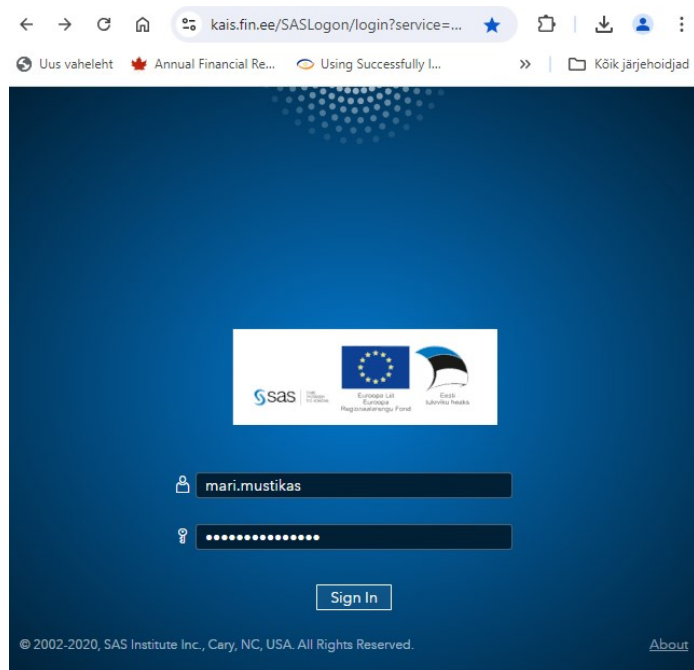 kais.fin.ee/SASLogon/login?service=...
Uus vaheleht Annual Financial Re... Using Successfully I... » Kõik järjehoidjad
sas
Euroopa Liit
Euroopa
Regionaalarengu Fond
Eesti
tuleviku heaks
mari.mustikas
•••••••••••••••
Sign In
© 2002-2020, SAS Institute Inc., Cary, NC, USA. All Rights Reserved. About